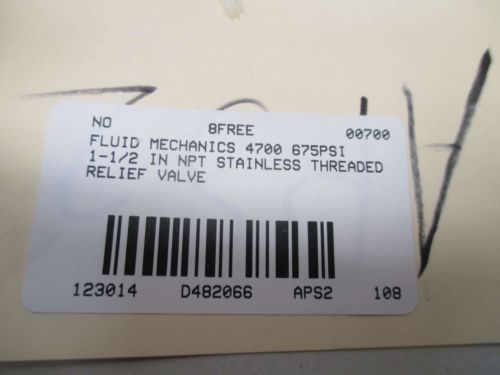 NO 8FREE 00700
FLUID MECHANICS 4700 675PSI
1-1/2 IN NPT STAINLESS THREADED
RELIEF VALVE
123014 D482066 APS2 108